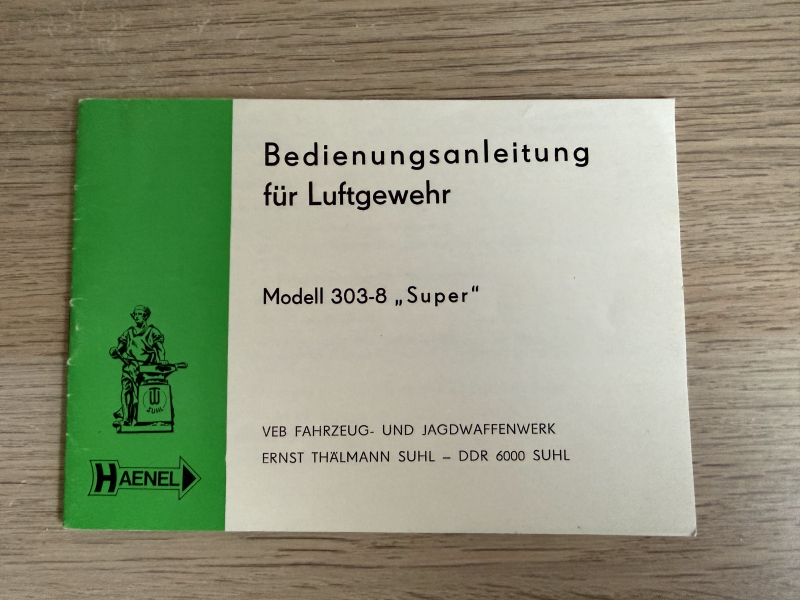 Bedienungsanleitung
für Luftgewehr
Modell 303-8 „Super“
VEB FAHRZEUG- UND JAGDWAFFENWERK
ERNST THÄLMANN SUHL – DDR 6000 SUHL
SUHL
HAENEL